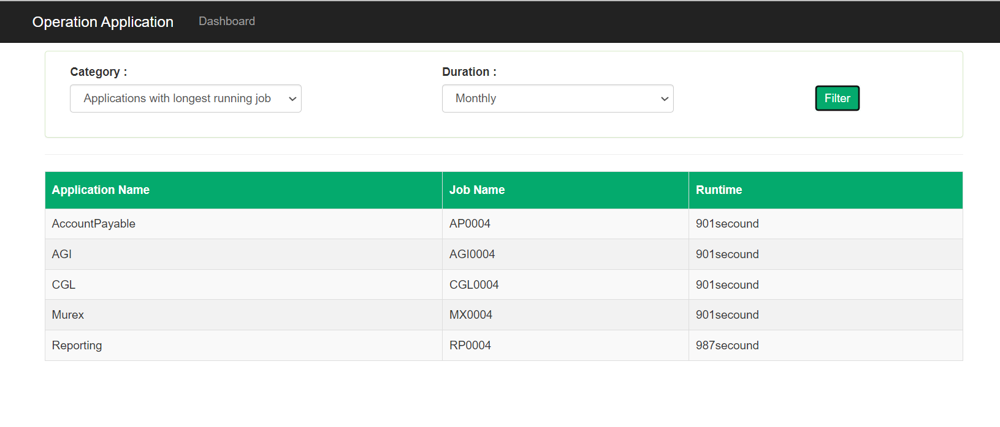 Operation Application Dashboard
Category : Duration :
Applications with longest running job Monthly Filter
Application Name Job Name Runtime
AccountPayable AP0004 901secound
AGI AGI0004 901secound
CGL CGL0004 901secound
Murex MX0004 901secound
Reporting RP0004 987secound